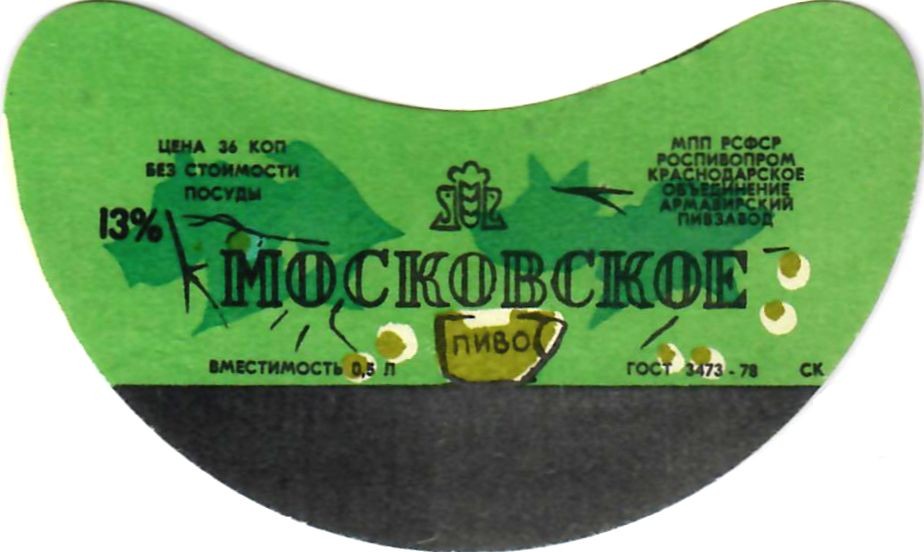 ЦЕНА 36 КОП
БЕЗ СТОИМОСТИ
ПОСУДЫ
13%
МПП РСФСР
РОСПИВОПРОМ
КРАСНОДАРСКОЕ
ОБЪЕДИНЕНИЕ
АРМАВИРСКИЙ
ПИВЗАВОД
МОСКОВСКОЕ
ПИВО
ВМЕСТИМОСТЬ 0,5 Л
ГОСТ 3473-78 СК